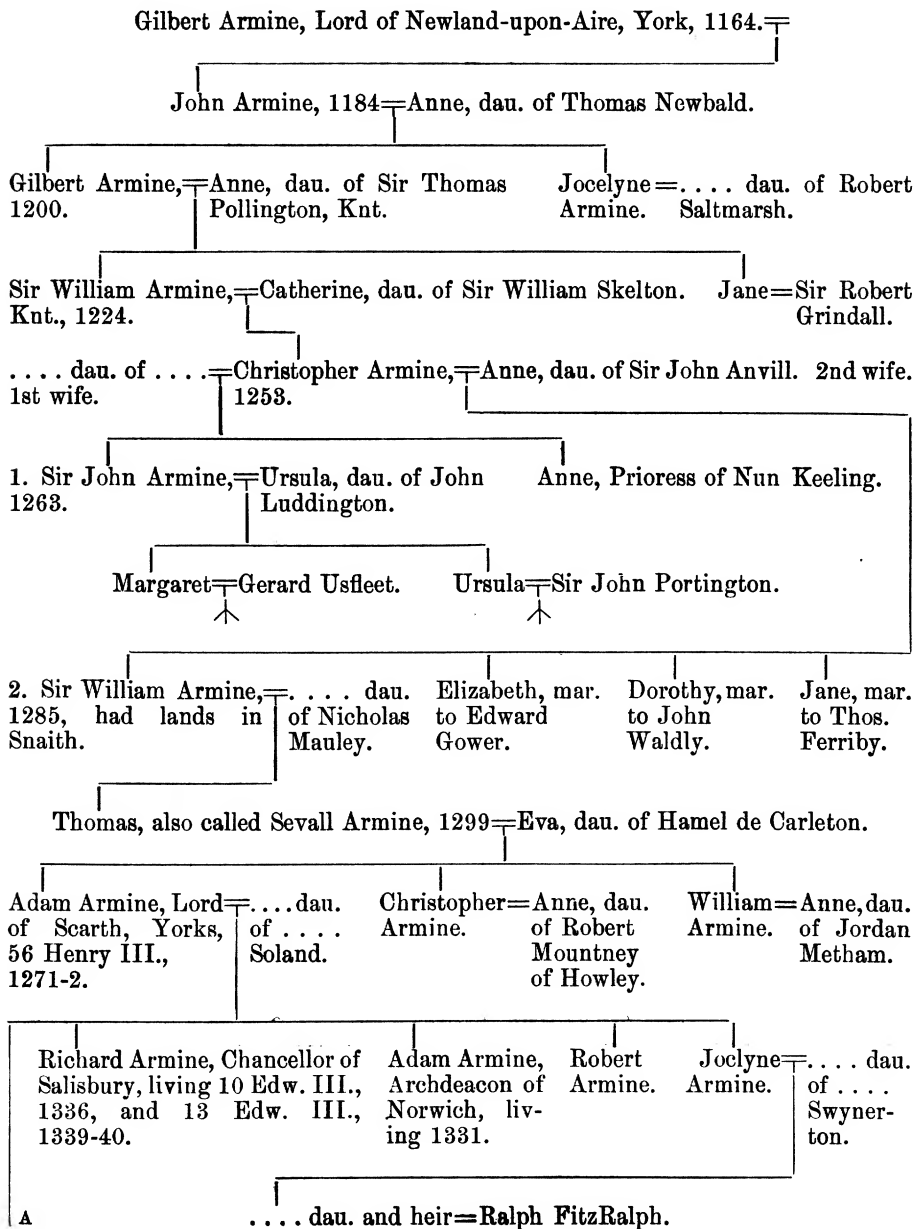 Gilbert Armine, Lord of Newland-upon-Aire, York, 1164.
John Armine, 1184=Anne, dau. of Thomas Newbald.
Gilbert Armine,=Anne, dau. of Sir Thomas
1200. Pollington, Knt.
Jocelyne=.... dau. of Robert
Armine. Saltmarsh.
Sir William Armine,=Catherine, dau. of Sir William Skelton.
Knt., 1224.
Jane=Sir Robert
Grindall.
.... dau. of ....=Christopher Armine,=Anne, dau. of Sir John Anvill. 2nd wife.
1st wife. 1253.
1. Sir John Armine,=Ursula, dau. of John
1263. Luddington.
Anne, Prioress of Nun Keeling.
Margaret=Gerard Usfleet.
Ursula=Sir John Portington.
2. Sir William Armine,=.... dau.
1285, had lands in of Nicholas
Snaith. Mauley.
Elizabeth, mar.
to Edward
Gower.
Dorothy, mar.
to John
Waldly.
Jane, mar.
to Thos.
Ferriby.
Thomas, also called Sevall Armine, 1299=Eva, dau. of Hamel de Carleton.
Adam Armine, Lord=....dau.
of Scarth, Yorks, of ....
56 Henry III., Soland.
1271-2.
Christopher=Anne, dau.
Armine. of Robert
Mountney
of Howley.
William=Anne, dau.
Armine. of Jordan
Metham.
Richard Armine, Chancellor of
Salisbury, living 10 Edw. III.,
1336, and 13 Edw. III.,
1339-40.
Adam Armine,
Archdeacon of
Norwich, liv-
ing 1331.
Robert
Armine.
Joclyne=.... dau.
Armine. of ....
Swyner-
ton.
A
.... dau. and heir=Ralph FitzRalph.